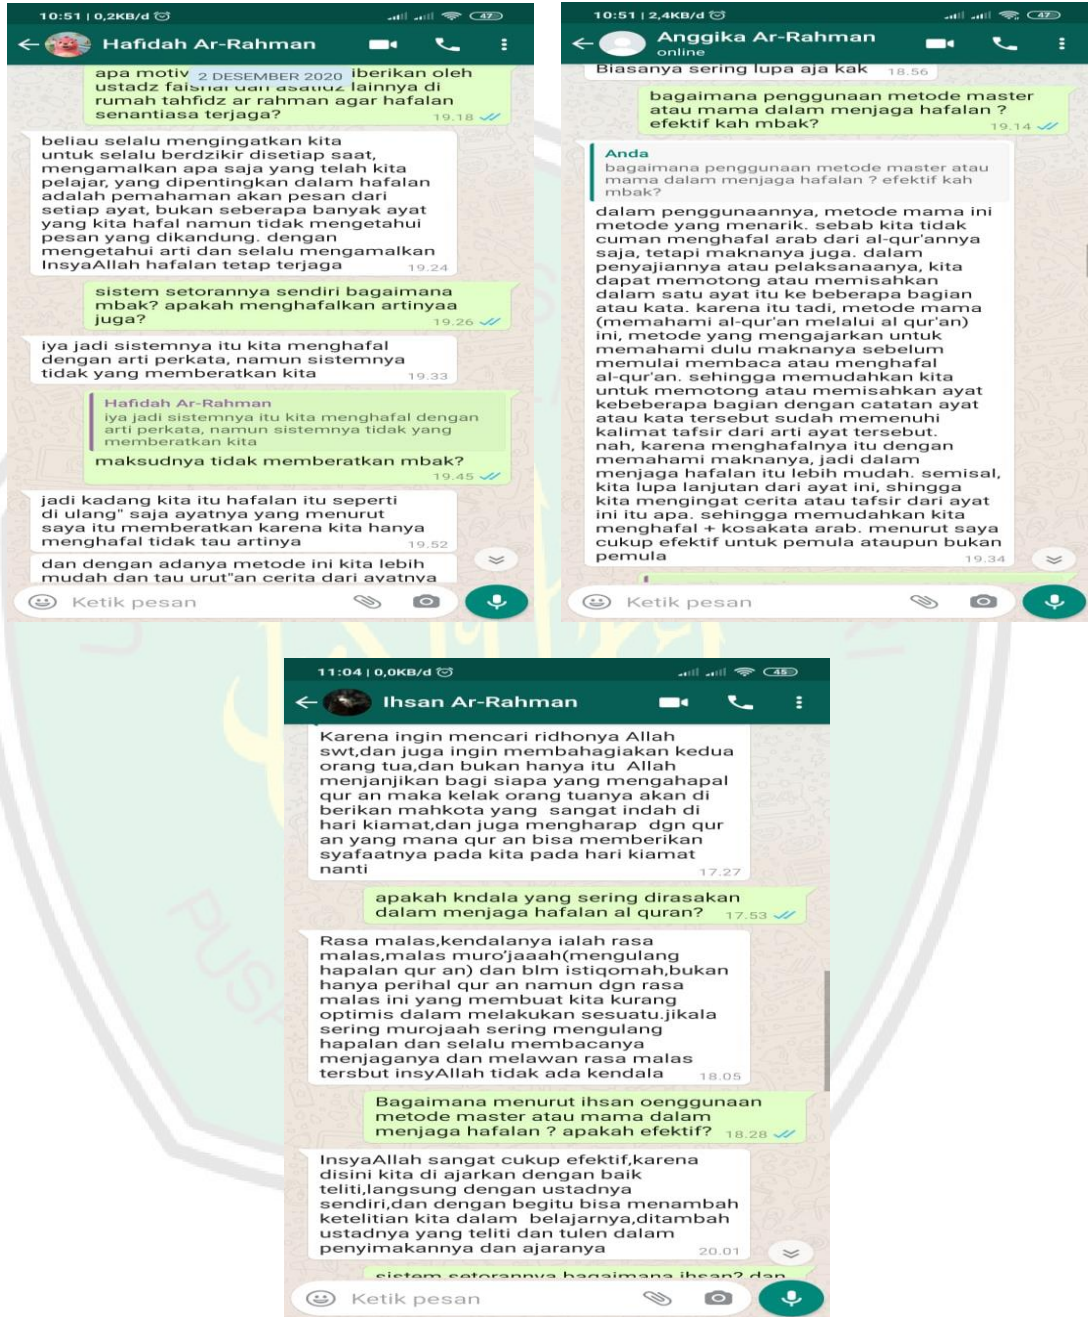 10:51 | 0,2KB/d
47
Hafidah Ar-Rahman
2 DESEMBER 2020
apa motiv iberikan oleh
ustadz faishal dan asatidz lainnya di
rumah tahfidz ar rahman agar hafalan
senantiasa terjaga?
19.18
beliau selalu mengingatkan kita
untuk selalu berdzikir disetiap saat,
mengamalkan apa saja yang telah kita
pelajar, yang dipentingkan dalam hafalan
adalah pemahaman akan pesan dari
setiap ayat, bukan seberapa banyak ayat
yang kita hafal namun tidak mengetahui
pesan yang dikandung. dengan
mengetahui arti dan selalu mengamalkan
InsyaAllah hafalan tetap terjaga
19.24
sistem setorannya sendiri bagaimana
mbak? apakah menghafalkan artinyaa
juga?
19.26
iya jadi sistemnya itu kita menghafal
dengan arti perkata, namun sistemnya
tidak yang memberatkan kita
19.33
Hafidah Ar-Rahman
iya jadi sistemnya itu kita menghafal dengan
arti perkata, namun sistemnya tidak yang
memberatkan kita
maksudnya tidak memberatkan mbak?
19.45
jadi kadang kita itu hafalan itu seperti
di ulang" saja ayatnya yang menurut
saya itu memberatkan karena kita hanya
menghafal tidak tau artinya
19.52
dan dengan adanya metode ini kita lebih
mudah dan tau urut"an cerita dari ayatnya
Ketik pesan
10:51 | 2,4KB/d
47
Anggika Ar-Rahman
online
Biasanya sering lupa aja kak
18.56
bagaimana penggunaan metode master
atau mama dalam menjaga hafalan ?
efektif kah mbak?
19.14
Anda
bagaimana penggunaan metode master atau
mama dalam menjaga hafalan ? efektif kah
mbak?
dalam penggunaannya, metode mama ini
metode yang menarik. sebab kita tidak
cuman menghafal arab dari al-qur'annya
saja, tetapi maknanya juga. dalam
penyajiannya atau pelaksanaanya, kita
dapat memotong atau memisahkan
dalam satu ayat itu ke beberapa bagian
atau kata. karena itu tadi, metode mama
(memahami al-qur'an melalui al qur'an)
ini, metode yang mengajarkan untuk
memahami dulu maknanya sebelum
memulai membaca atau menghafal
al-qur'an. sehingga memudahkan kita
untuk memotong atau memisahkan ayat
kebeberapa bagian dengan catatan ayat
atau kata tersebut sudah memenuhi
kalimat tafsir dari arti ayat tersebut.
nah, karena menghafalnya itu dengan
memahami maknanya, jadi dalam
menjaga hafalan itu lebih mudah. semisal,
kita lupa lanjutan dari ayat ini, shingga
kita mengingat cerita atau tafsir dari ayat
ini itu apa. sehingga memudahkan kita
menghafal + kosakata arab. menurut saya
cukup efektif untuk pemula ataupun bukan
pemula
19.34
Ketik pesan
11:04 | 0,0KB/d
45
Ihsan Ar-Rahman
Karena ingin mencari ridhonya Allah
swt,dan juga ingin membahagiakan kedua
orang tua,dan bukan hanya itu Allah
menjanjikan bagi siapa yang mengahapal
qur an maka kelak orang tuanya akan di
berikan mahkota yang sangat indah di
hari kiamat,dan juga mengharap dgn qur
an yang mana qur an bisa memberikan
syafaatnya pada kita pada hari kiamat
nanti
17.27
apakah kndala yang sering dirasakan
dalam menjaga hafalan al quran?
17.53
Rasa malas,kendalanya ialah rasa
malas,malas muro'jaaah(mengulang
hapalan qur an) dan blm istiqomah,bukan
hanya perihal qur an namun dgn rasa
malas ini yang membuat kita kurang
optimis dalam melakukan sesuatu.jikala
sering murojaah sering mengulang
hapalan dan selalu membacanya
menjaganya dan melawan rasa malas
tersbut insyAllah tidak ada kendala
18.05
Bagaimana menurut ihsan oenggunaan
metode master atau mama dalam
menjaga hafalan ? apakah efektif?
18.28
InsyaAllah sangat cukup efektif,karena
disini kita di ajarkan dengan baik
teliti,langsung dengan ustadnya
sendiri,dan dengan begitu bisa menambah
ketelitian kita dalam belajarnya,ditambah
ustadnya yang teliti dan tulen dalam
penyimakannya dan ajaranya
20.01
sistem setorannya bagaimana ihsan? dan
Ketik pesan